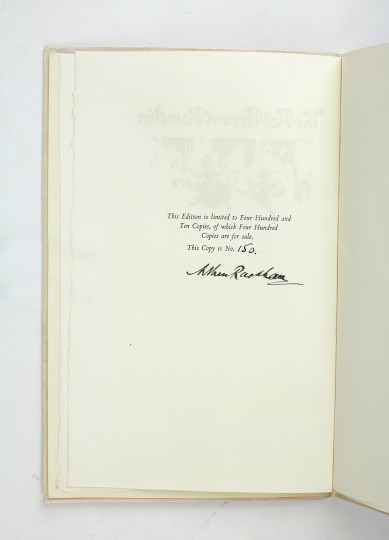 This Edition is limited to Four Hundred and
Ten Copies, of which Four Hundred
Copies are for sale.
This Copy is No. 150.
Arthur Rackham